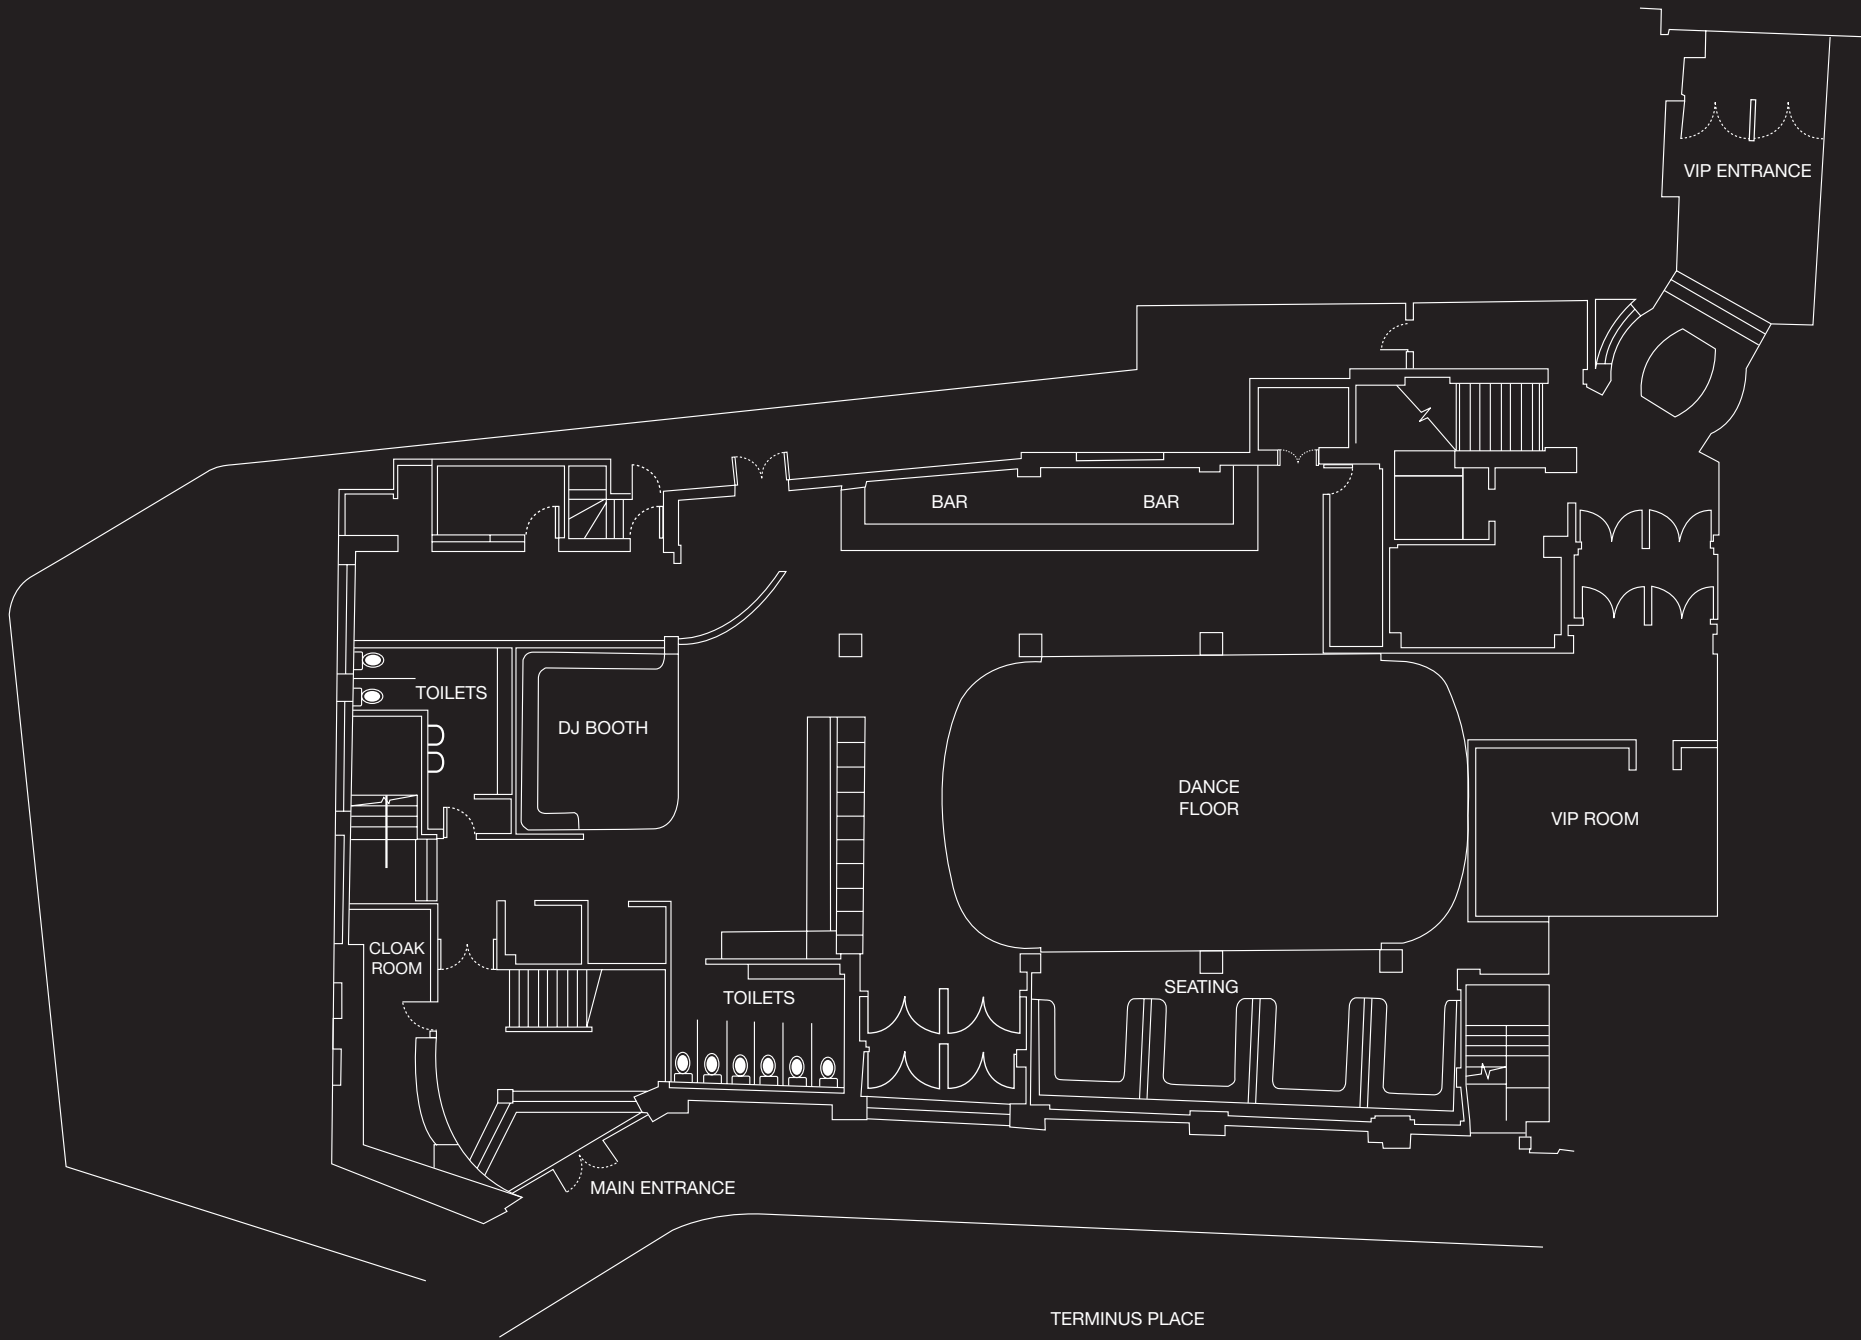 VIP ENTRANCE
BAR
BAR
TOILETS
DJ BOOTH
DANCE
FLOOR
VIP ROOM
CLOAK
ROOM
TOILETS
SEATING
MAIN ENTRANCE
TERMINUS PLACE